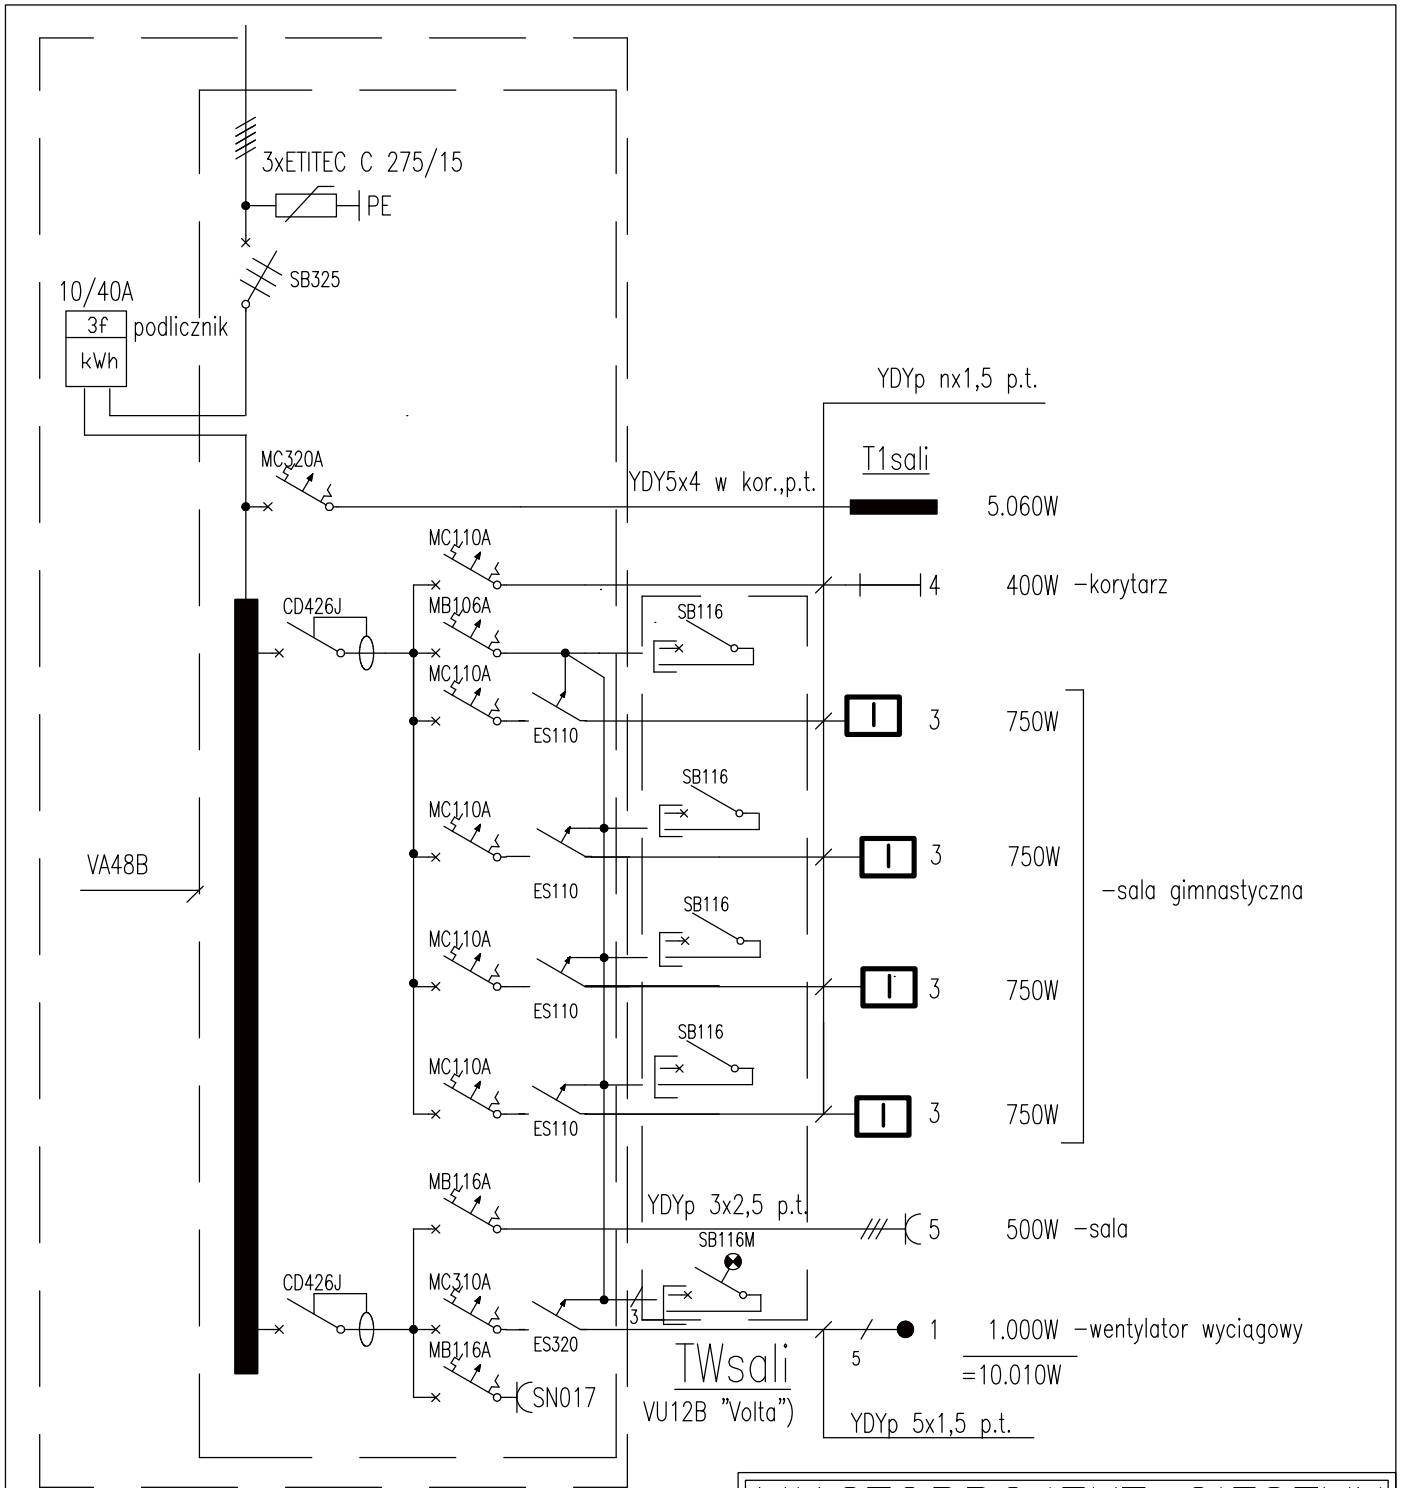 3xETITEC C 275/15
PE
SB325
10/40A
3f
kWh
podlicznik
YDYp nx1,5 p.t.
MC320A
YDY5x4 w kor.,p.t.
T1sali
5.060W
MC110A
4 400W -korytarz
CD426J
MB106A
SB116
MC110A
ES110
3 750W
SB116
MC110A
ES110
3 750W
VA48B
-sala gimnastyczna
SB116
MC110A
ES110
3 750W
SB116
MC110A
ES110
3 750W
MB116A
YDYp 3x2,5 p.t.
5 500W -sala
SB116M
CD426J
MC310A
3
ES320
5
1 1.000W -wentylator wyciągowy
=10.010W
MB116A
SN017
TWsali
VU12B "Volta")
YDYp 5x1,5 p.t.